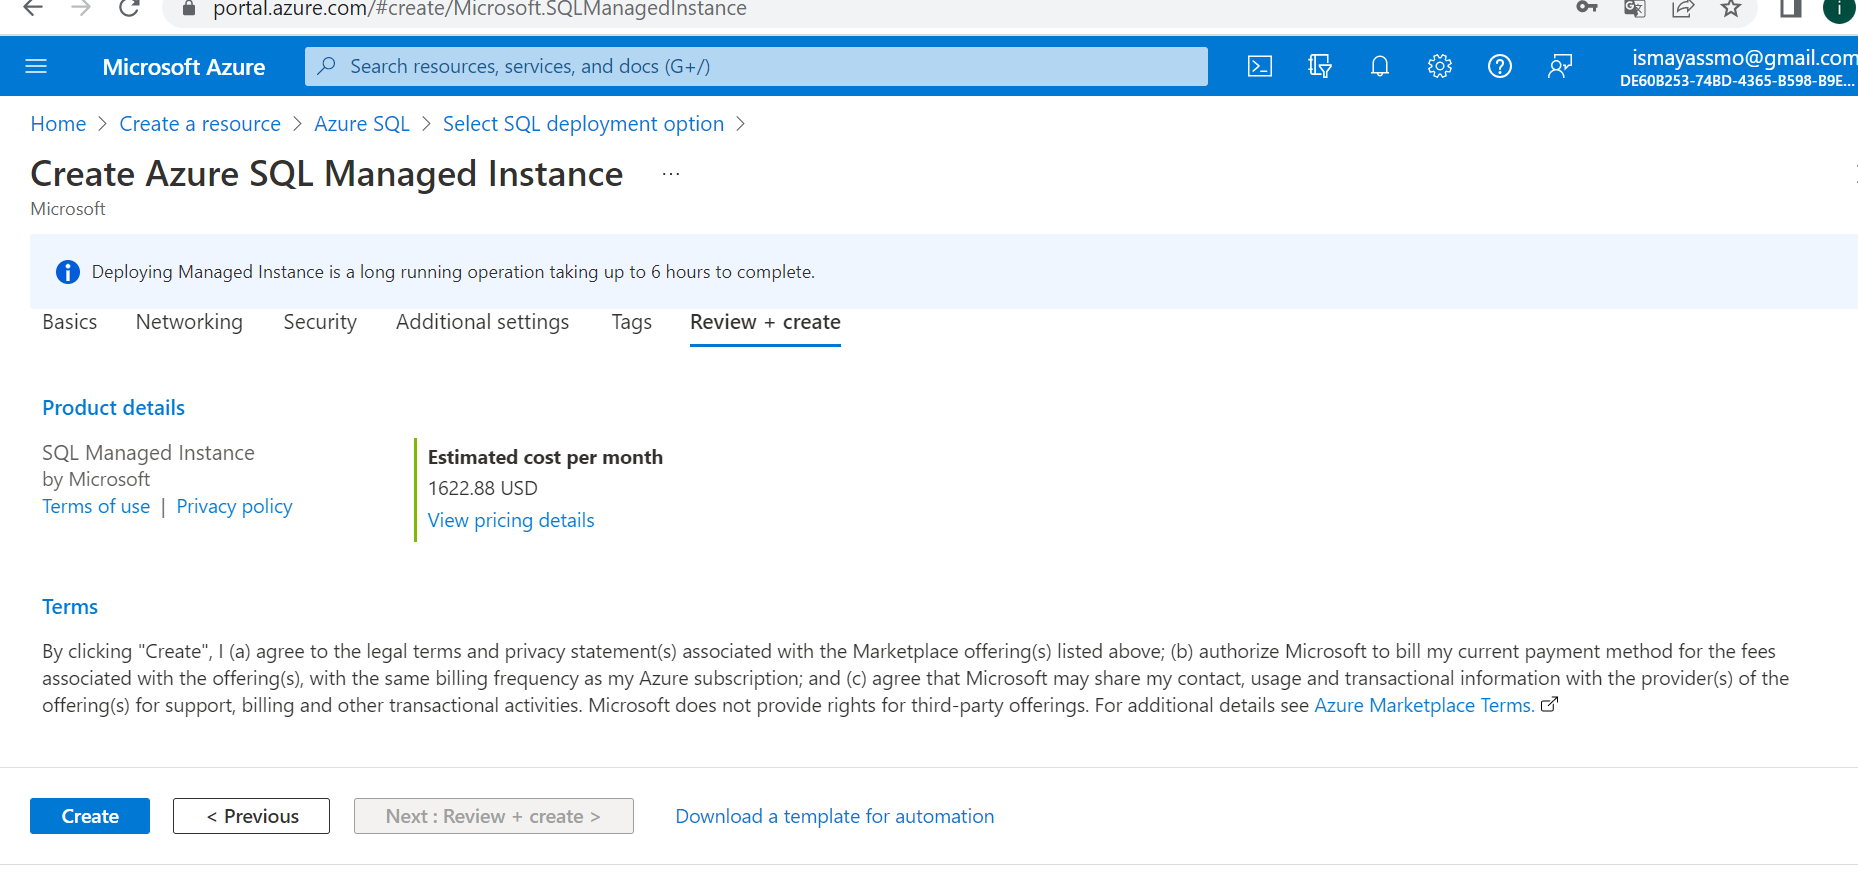 portal.azure.com/#create/Microsoft.SQLManagedInstance
i
Microsoft Azure
Search resources, services, and docs (G+/)
ismayassmo@gmail.com
DE60B253-74BD-4365-B598-B9E...
Home > Create a resource > Azure SQL > Select SQL deployment option >
Create Azure SQL Managed Instance ...
Microsoft
Deploying Managed Instance is a long running operation taking up to 6 hours to complete.
Basics Networking Security Additional settings Tags Review + create
Product details
SQL Managed Instance
by Microsoft
Terms of use | Privacy policy
Estimated cost per month
1622.88 USD
View pricing details
Terms
By clicking "Create", I (a) agree to the legal terms and privacy statement(s) associated with the Marketplace offering(s) listed above; (b) authorize Microsoft to bill my current payment method for the fees
associated with the offering(s), with the same billing frequency as my Azure subscription; and (c) agree that Microsoft may share my contact, usage and transactional information with the provider(s) of the
offering(s) for support, billing and other transactional activities. Microsoft does not provide rights for third-party offerings. For additional details see Azure Marketplace Terms.
Create < Previous Next : Review + create > Download a template for automation